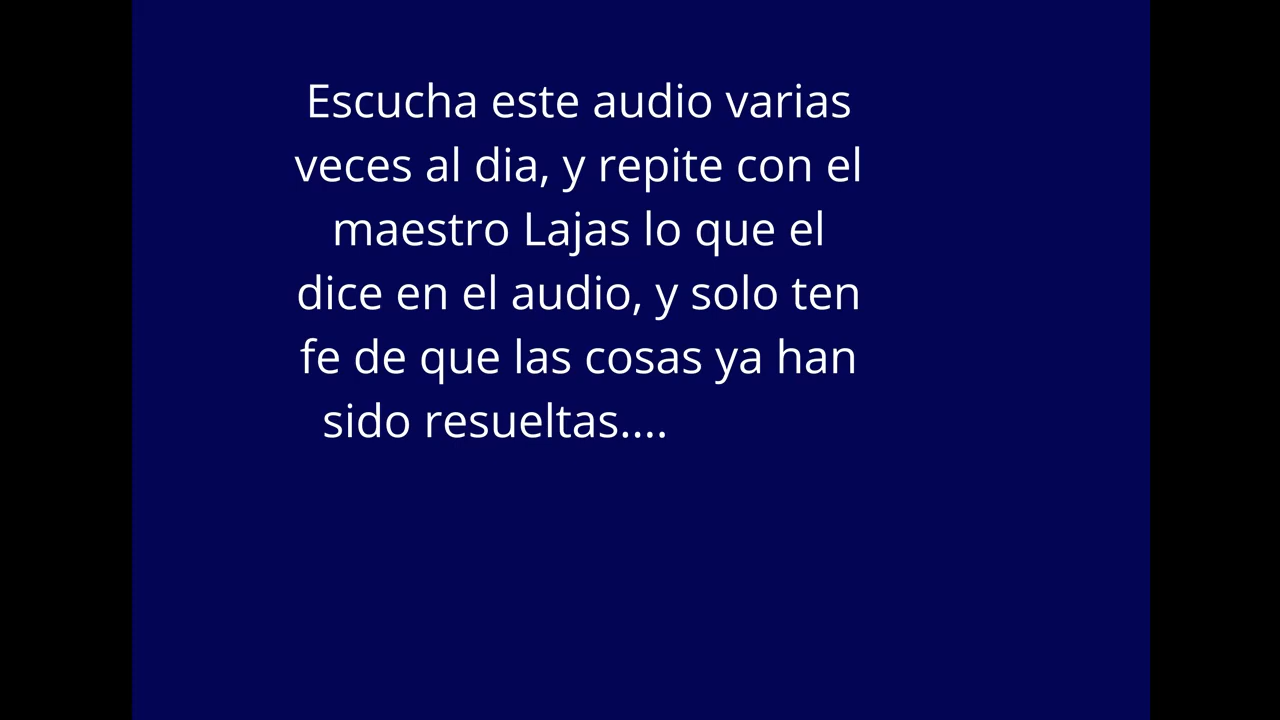 Escucha este audio varias
veces al dia, y repite con el
maestro Lajas lo que el
dice en el audio, y solo ten
fe de que las cosas ya han
sido resueltas....